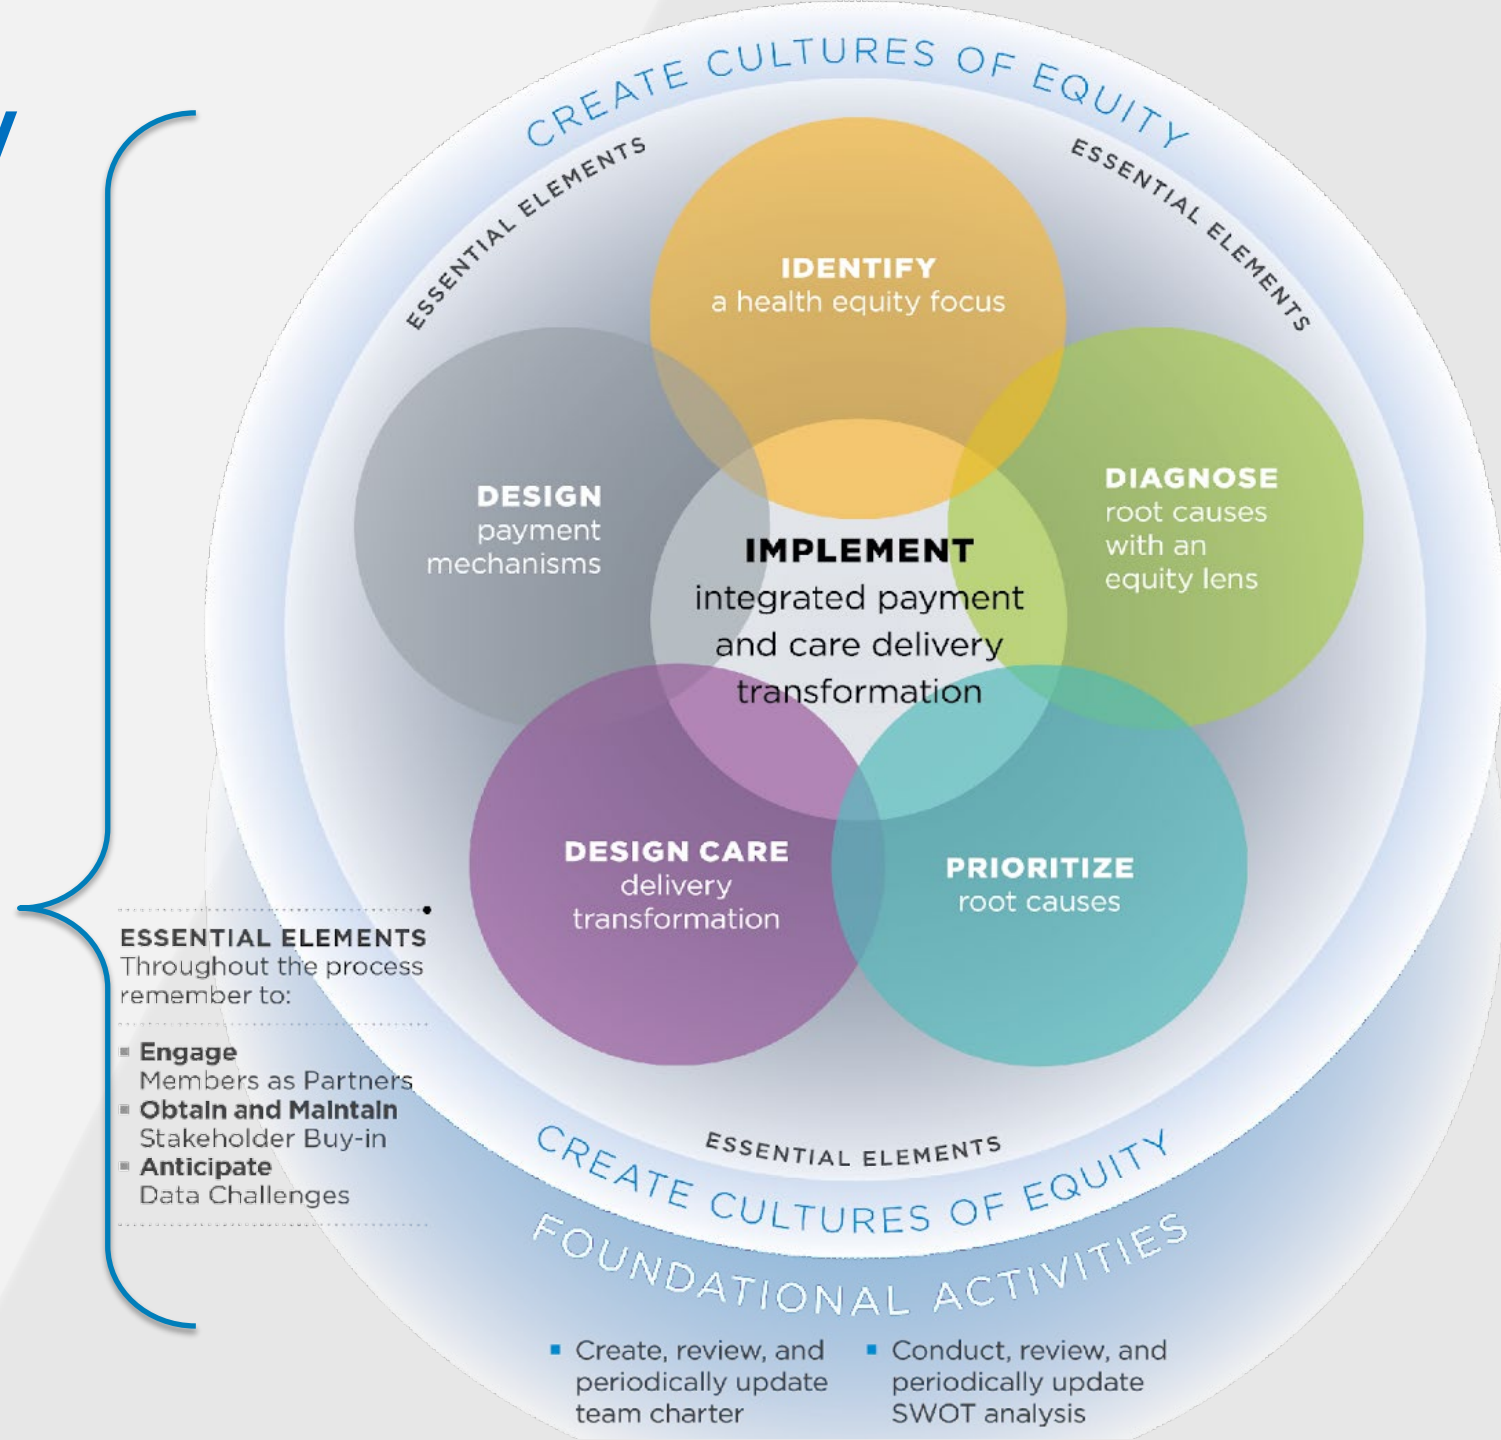 y
CREATE CULTURES OF EQUITY
ESSENTIAL ELEMENTS
ESSENTIAL ELEMENTS
IDENTIFY
a health equity focus
DIAGNOSE
root causes
with an
equity lens
DESIGN
payment
mechanisms
IMPLEMENT
integrated payment
and care delivery
transformation
DESIGN CARE
delivery
transformation
PRIORITIZE
root causes
ESSENTIAL ELEMENTS
Throughout the process
remember to:
Engage
Members as Partners
Obtain and Maintain
Stakeholder Buy-in
Anticipate
Data Challenges
ESSENTIAL ELEMENTS
CREATE CULTURES OF EQUITY
FOUNDATIONAL ACTIVITIES
Create, review, and
periodically update
team charter
Conduct, review, and
periodically update
SWOT analysis